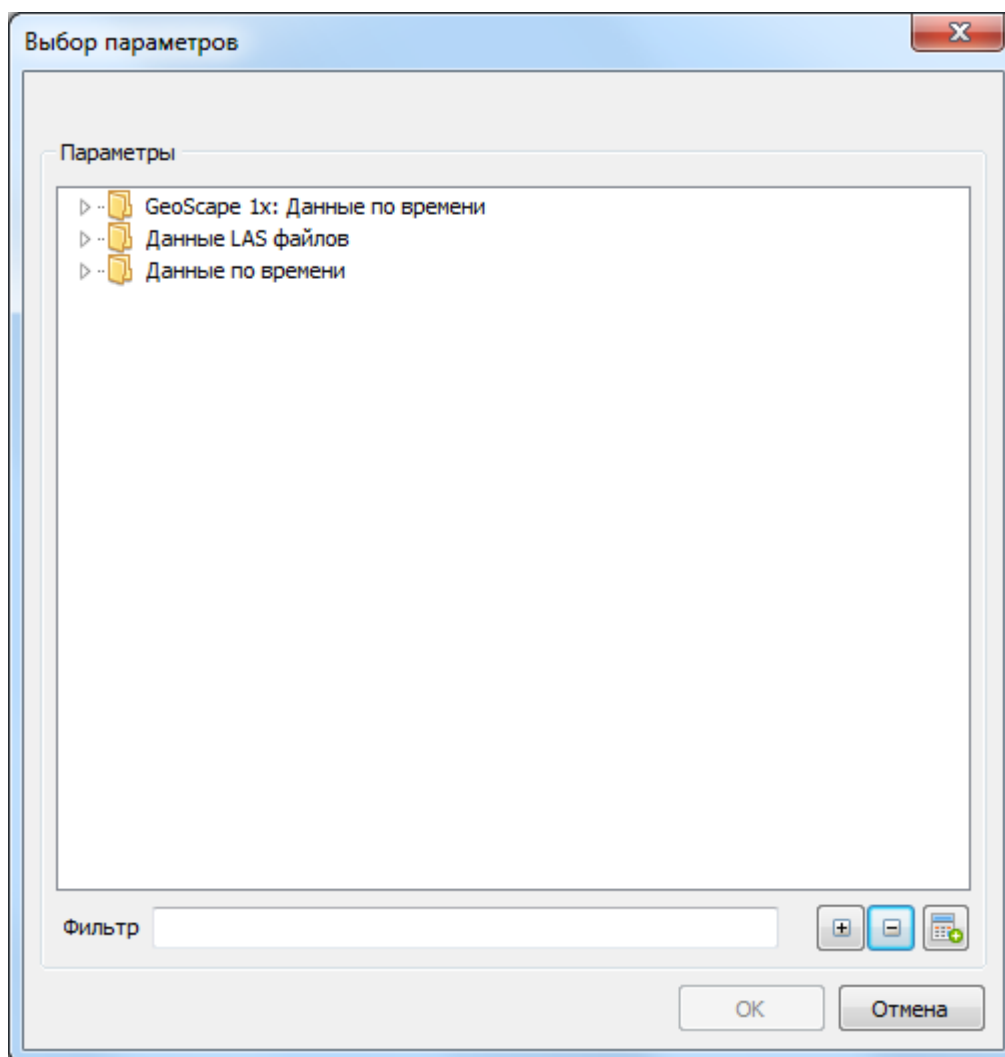 Выбор параметров
Параметры
GeoScape 1x: Данные по времени
Данные LAS файлов
Данные по времени
Фильтр
OK
Отмена